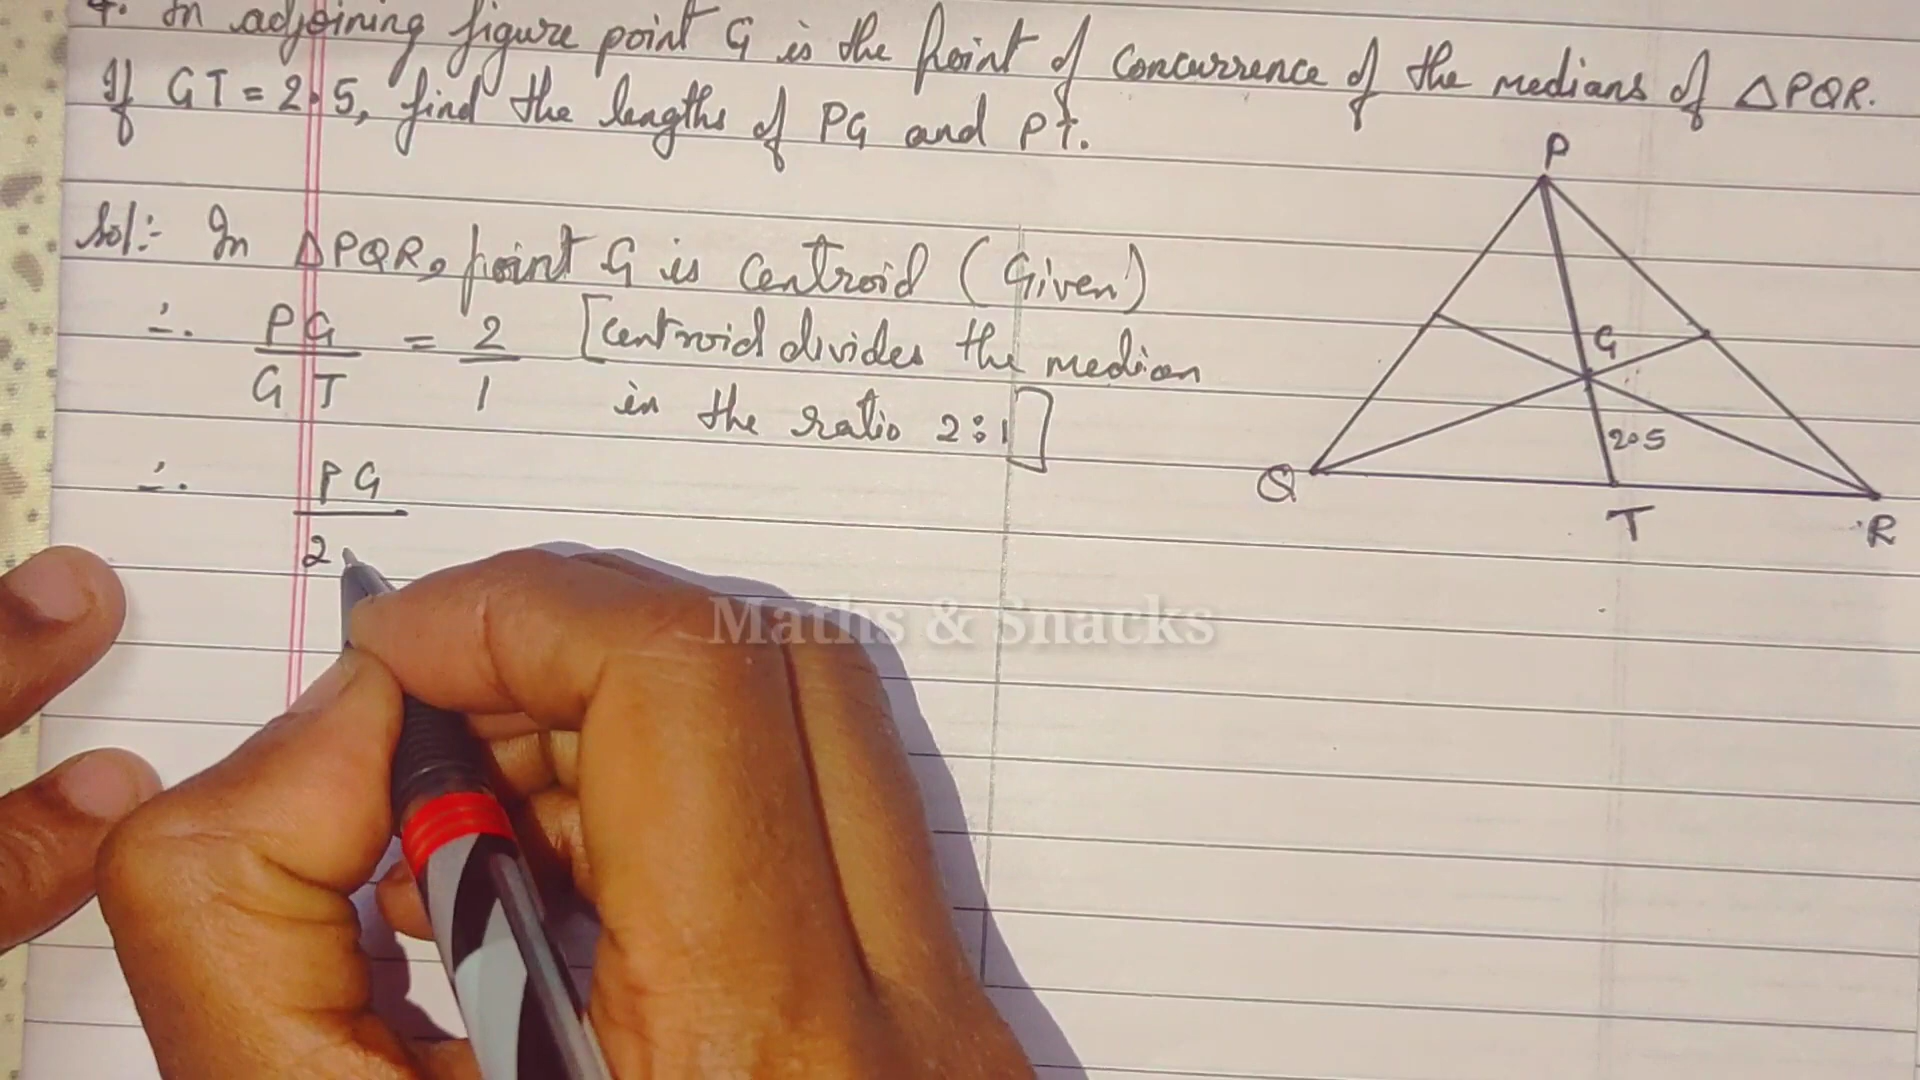 4. In adjoining figure point G is the point of concurrence of the medians of △PQR.
If GT = 2.5, find the lengths of PG and PT.
Sol:- In △PQR, point G is centroid (Given)
∴ PG/GT = 2/1 [centroid divides the median
in the ratio 2:1]
∴ PG
2.
P
G
2.5
Q
T
R
Maths & Snacks